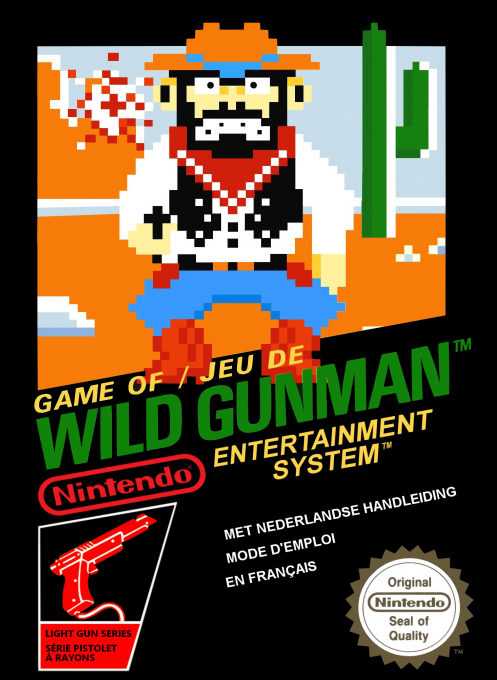 GAME OF / JEU DE
WILD GUNMAN™
Nintendo®
ENTERTAINMENT
SYSTEM™
MET NEDERLANDSE HANDLEIDING
MODE D'EMPLOI
EN FRANÇAIS
LIGHT GUN SERIES
SÉRIE PISTOLET
À RAYONS
Original
Nintendo
Seal of
Quality
™